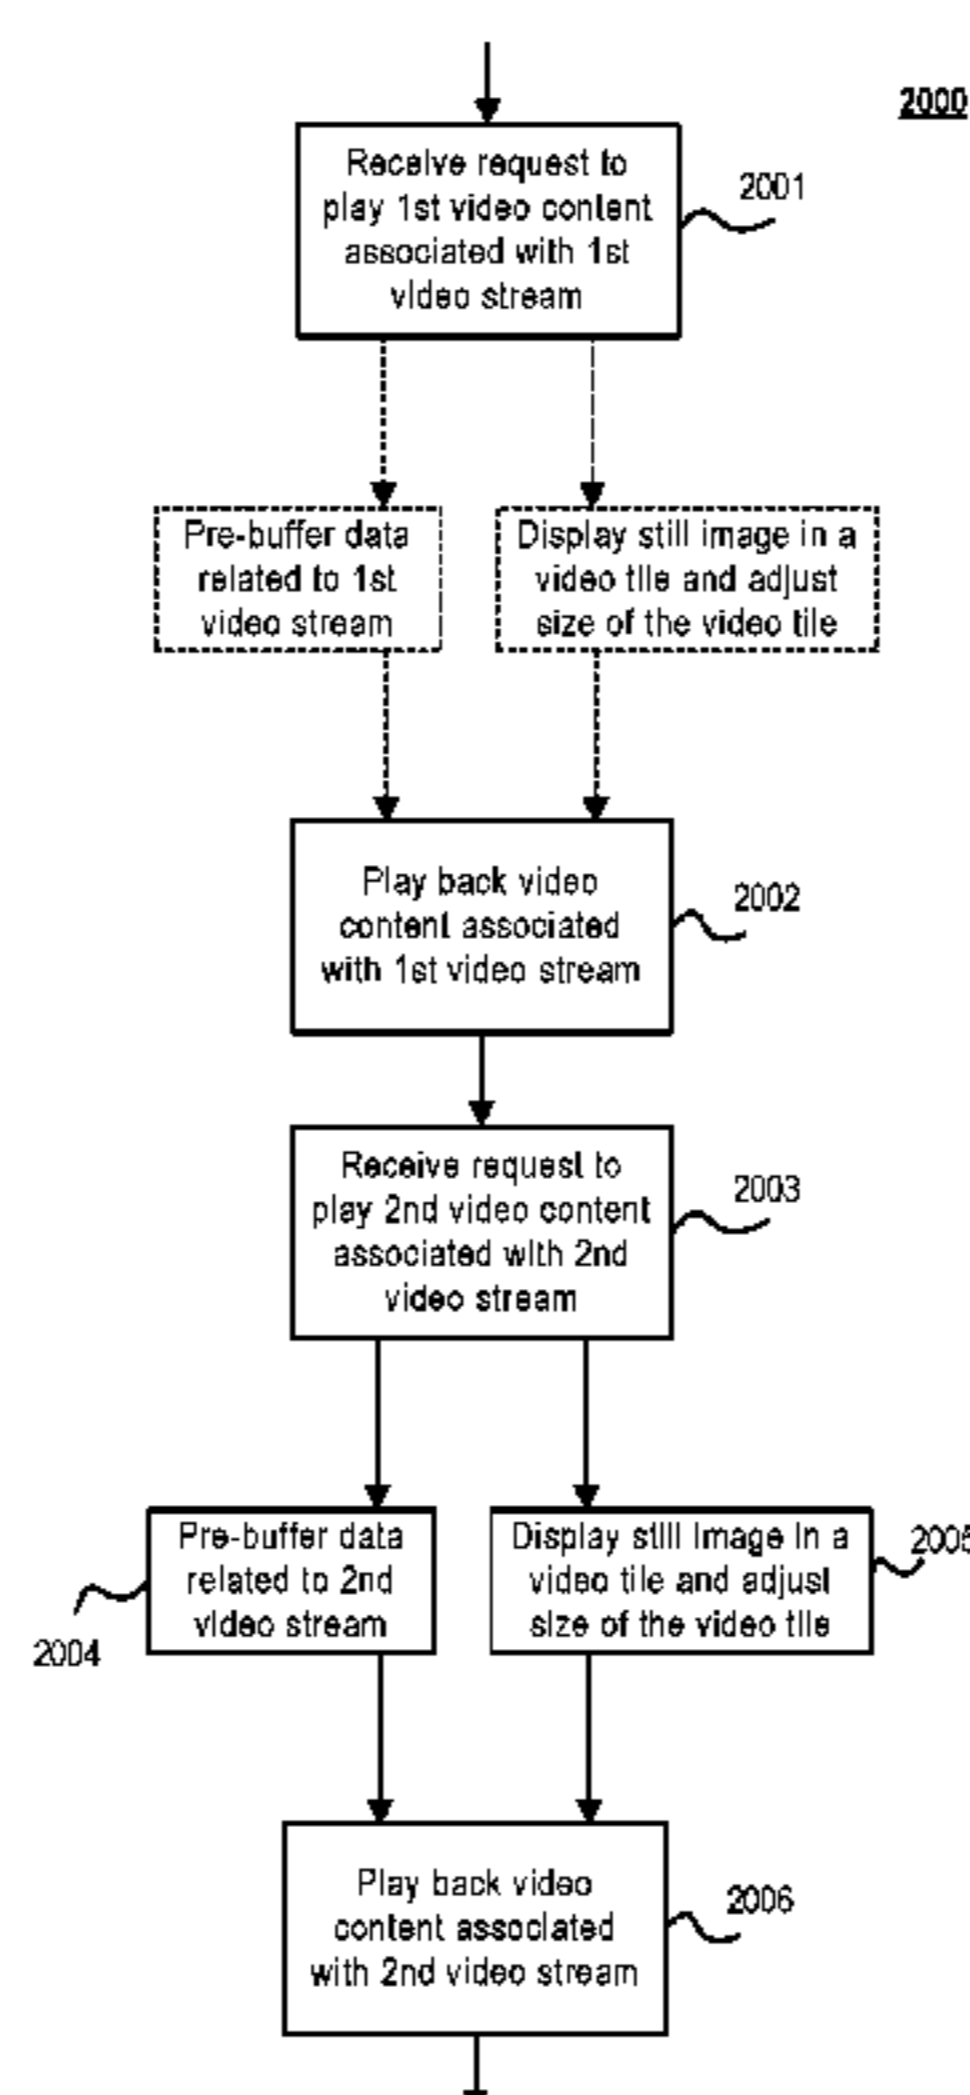 2000
Receive request to
play 1st video content
associated with 1st
video stream
2001
Pre-buffer data
related to 1st
video stream
Display still image in a
video tile and adjust
size of the video tile
Play back video
content associated
with 1st video stream
2002
Receive request to
play 2nd video content
associated with 2nd
video stream
2003
Pre-buffer data
related to 2nd
video stream
2004
Display still image in a
video tile and adjust
size of the video tile
2005
Play back video
content associated
with 2nd video stream
2006